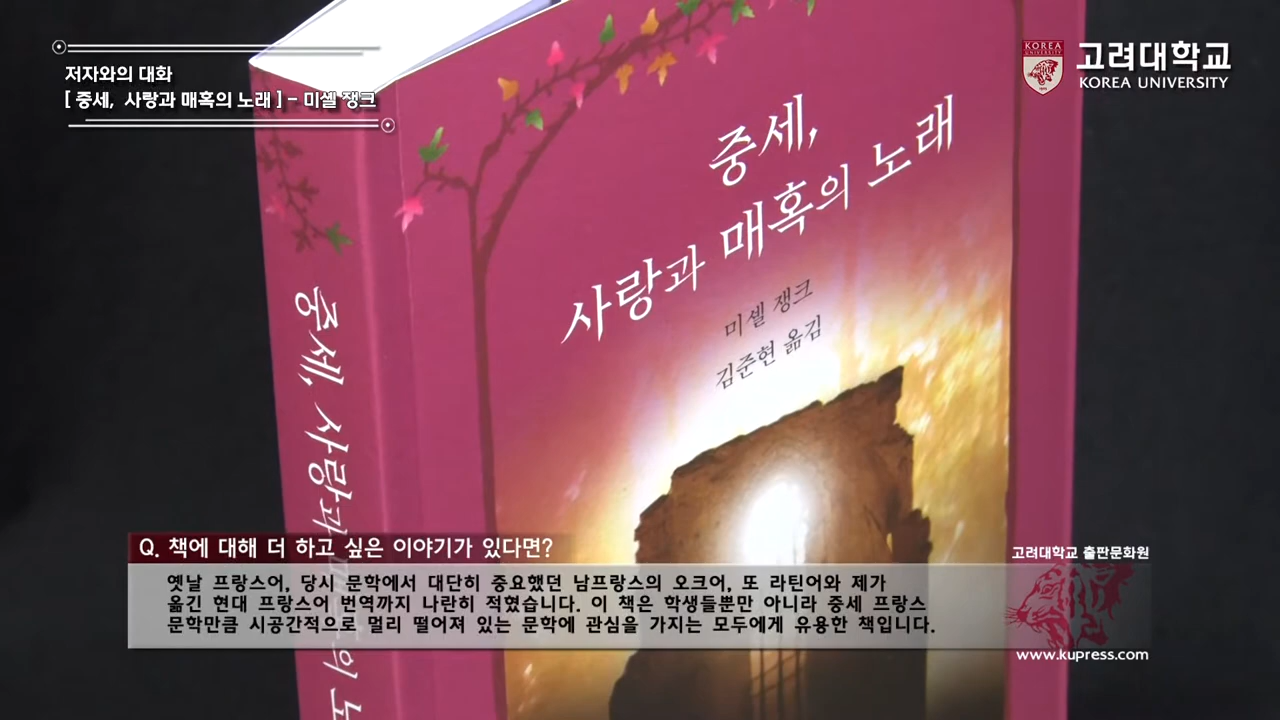 저자와의 대화
[ 중세, 사랑과 매혹의 노래 ] - 미셸 쟁크
KOREA
UNIVERSITY
1905
고려대학교
KOREA UNIVERSITY
중세,
사랑과 매혹의 노래
미셸 쟁크
김준현 옮김
중세, 사랑과 매혹의 노
Q. 책에 대해 더 하고 싶은 이야기가 있다면?
옛날 프랑스어, 당시 문학에서 대단히 중요했던 남프랑스의 오크어, 또 라틴어와 제가
옮긴 현대 프랑스어 번역까지 나란히 적혔습니다. 이 책은 학생들뿐만 아니라 중세 프랑스
문학만큼 시공간적으로 멀리 떨어져 있는 문학에 관심을 가지는 모두에게 유용한 책입니다.
고려대학교 출판문화원
www.kupress.com